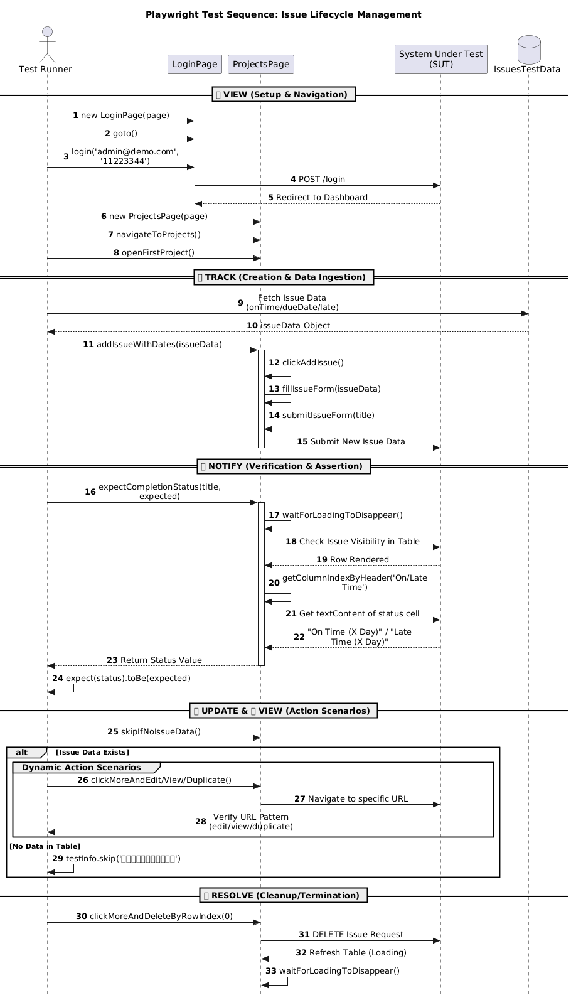 Playwright Test Sequence: Issue Lifecycle Management
Test Runner
LoginPage
ProjectsPage
System Under Test
(SUT)
IssuesTestData
VIEW (Setup & Navigation)
1 new LoginPage(page)
2 goto()
3 login('admin@demo.com',
'11223344')
4 POST /login
5 Redirect to Dashboard
6 new ProjectsPage(page)
7 navigateToProjects()
8 openFirstProject()
TRACK (Creation & Data Ingestion)
9 Fetch Issue Data
(onTime/dueDate/late)
10 issueData Object
11 addIssueWithDates(issueData)
12 clickAddIssue()
13 fillIssueForm(issueData)
14 submitIssueForm(title)
15 Submit New Issue Data
NOTIFY (Verification & Assertion)
16 expectCompletionStatus(title,
expected)
17 waitForLoadingToDisappear()
18 Check Issue Visibility in Table
19 Row Rendered
20 getColumnIndexByHeader('On/Late
Time')
21 Get textContent of status cell
22 "On Time (X Day)" / "Late
Time (X Day)"
23 Return Status Value
24 expect(status).toBe(expected)
UPDATE & VIEW (Action Scenarios)
25 skipIfNoIssueData()
alt [Issue Data Exists]
Dynamic Action Scenarios
26 clickMoreAndEdit/View/Duplicate()
27 Navigate to specific URL
28 Verify URL Pattern
(edit/view/duplicate)
[No Data in Table]
29 testInfo.skip('')
RESOLVE (Cleanup/Termination)
30 clickMoreAndDeleteByRowIndex(0)
31 DELETE Issue Request
32 Refresh Table (Loading)
33 waitForLoadingToDisappear()